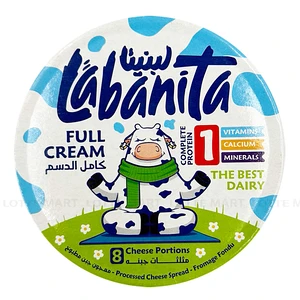 لبنيتا
Labanita
FULL
CREAM
كامل الدسم
COMPLETE
PROTEIN
1
VITAMINS
CALCIUM
MINERALS
THE BEST
DAIRY
8 Cheese Portions
مثلثات جبنه
Processed Cheese Spread - Fromage Fondu